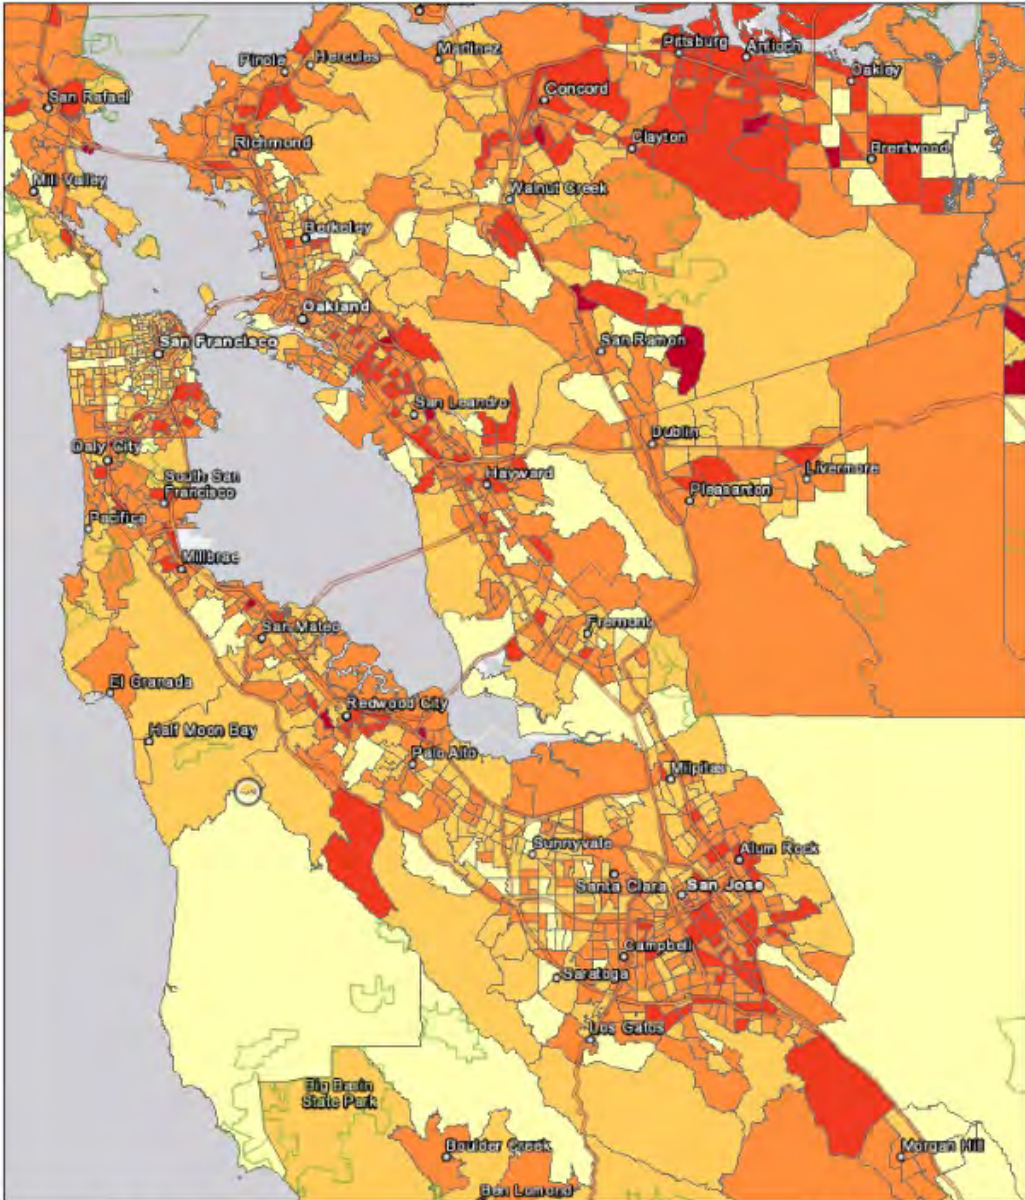 Pinole
Hercules
Martinez
Pittsburg
Antioch
Oakley
San Rafael
Concord
Richmond
Clayton
Brentwood
Mill Valley
Walnut Creek
Berkeley
Oakland
San Francisco
San Ramon
San Leandro
Daly City
Dublin
South San
Francisco
Hayward
Livermore
Pleasanton
Pacifica
Millbrae
San Mateo
Fremont
El Granada
Redwood City
Half Moon Bay
Palo Alto
Milpitas
Sunnyvale
Alum Rock
Santa Clara
San Jose
Campbell
Saratoga
Los Gatos
Big Basin
State Park
Boulder Creek
Morgan Hill
Ben Lomond